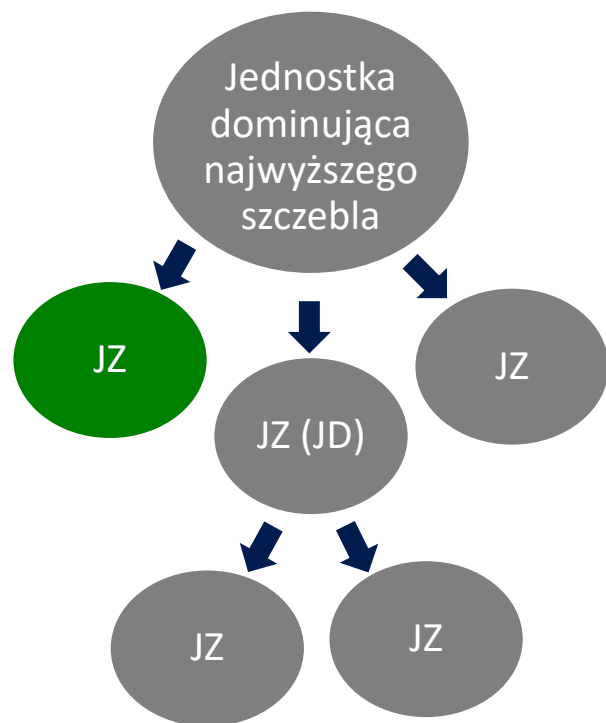 Jednostka
dominująca
najwyższego
szczebla
JZ
JZ
JZ (JD)
JZ
JZ